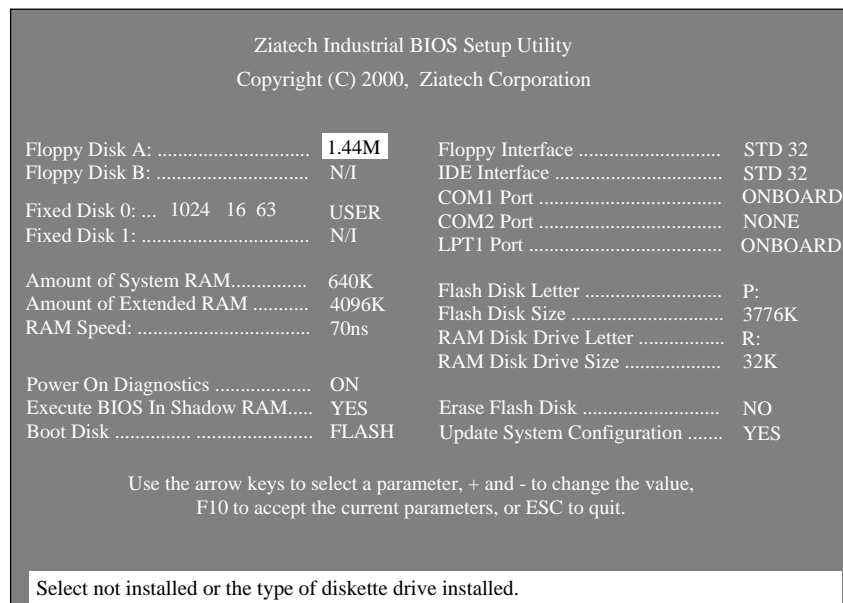 Ziatech Industrial BIOS Setup Utility
Copyright (C) 2000, Ziatech Corporation
Floppy Disk A: ............................. 1.44M
Floppy Disk B: ............................. N/I
Fixed Disk 0: ... 1024 16 63 USER
Fixed Disk 1: ................................ N/I
Amount of System RAM............... 640K
Amount of Extended RAM ........... 4096K
RAM Speed: ................................. 70ns
Power On Diagnostics .................. ON
Execute BIOS In Shadow RAM..... YES
Boot Disk ............... ...................... FLASH
Floppy Interface ........................... STD 32
IDE Interface ................................ STD 32
COM1 Port .................................... ONBOARD
COM2 Port .................................... NONE
LPT1 Port ..................................... ONBOARD
Flash Disk Letter .......................... P:
Flash Disk Size ............................. 3776K
RAM Disk Drive Letter ................. R:
RAM Disk Drive Size ................... 32K
Erase Flash Disk .......................... NO
Update System Configuration ....... YES
Use the arrow keys to select a parameter, + and - to change the value,
F10 to accept the current parameters, or ESC to quit.
Select not installed or the type of diskette drive installed.